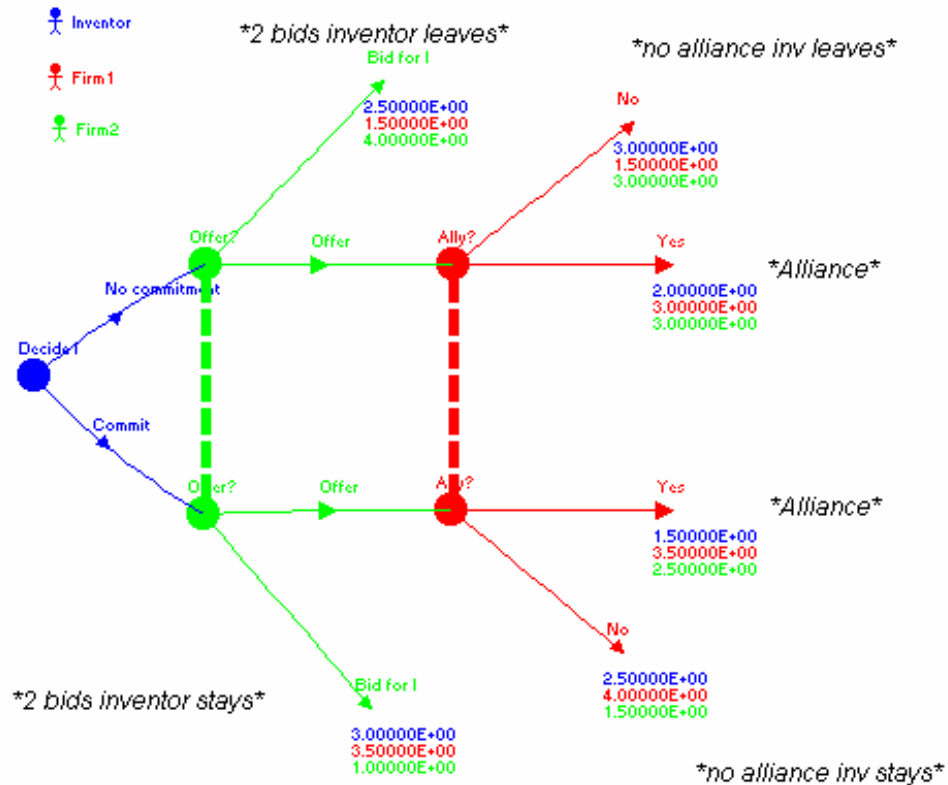 Inventor
Firm1
Firm2
*2 bids inventor leaves*
Bid for I
2.50000E+00
1.50000E+00
4.00000E+00
*no alliance inv leaves*
No
3.00000E+00
1.50000E+00
3.00000E+00
Offer?
Offer
Ally?
Yes
*Alliance*
2.00000E+00
3.00000E+00
3.00000E+00
No commitment
Decide I
Commit
Offer?
Offer
Ally?
Yes
*Alliance*
1.50000E+00
3.50000E+00
2.50000E+00
No
2.50000E+00
4.00000E+00
1.50000E+00
*2 bids inventor stays*
Bid for I
3.00000E+00
3.50000E+00
1.00000E+00
*no alliance inv stays*